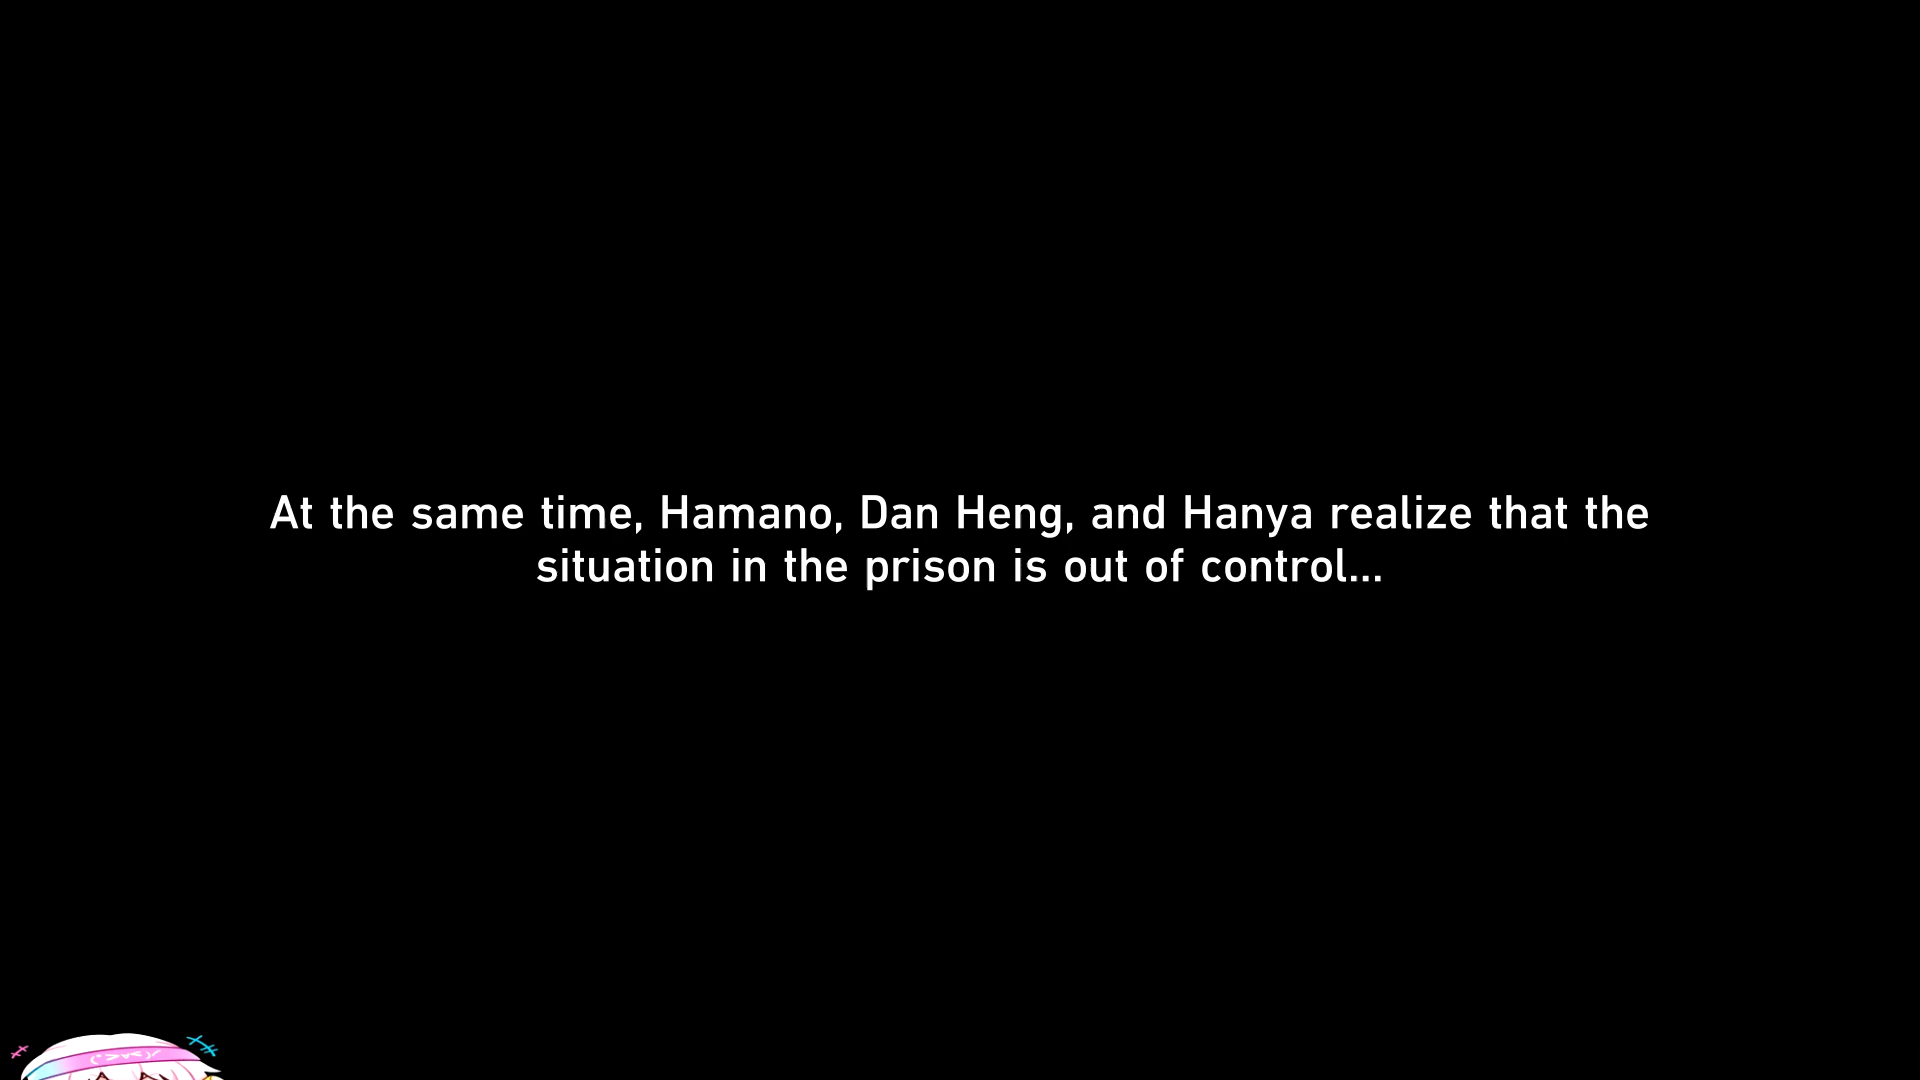 At the same time, Hamano, Dan Heng, and Hanya realize that the
situation in the prison is out of control...